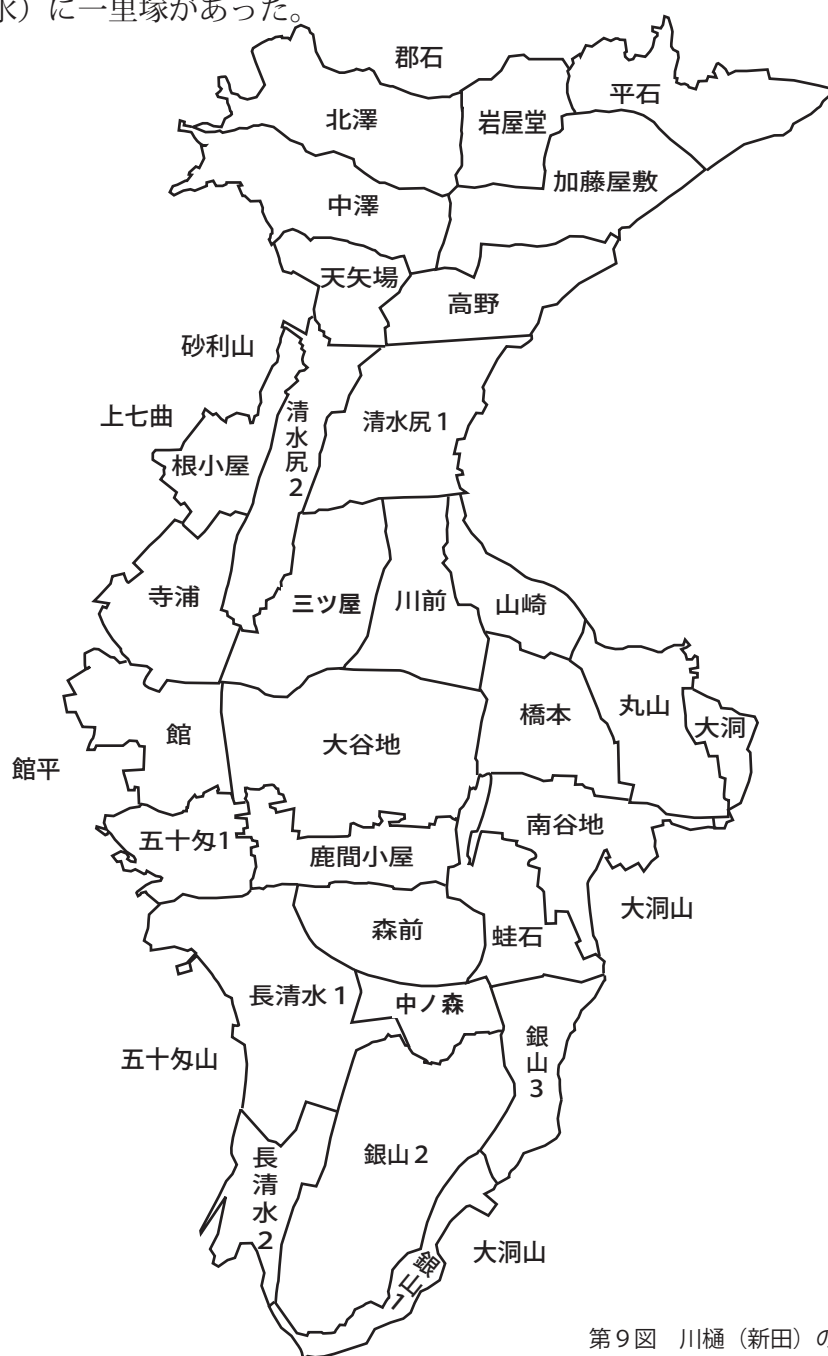 水）に一里塚があった。
郡石
平石
北澤
岩屋堂
加藤屋敷
中澤
天矢場
高野
砂利山
上七曲
清水尻2
清水尻1
根小屋
寺浦
三ツ屋
川前
山崎
丸山
橋本
大洞
館
大谷地
館平
南谷地
五十匁1
鹿間小屋
大洞山
森前
蛙石
長清水1
中ノ森
銀山3
五十匁山
銀山2
長清水2
大洞山
銀山1
第９図　川樋（新田）の